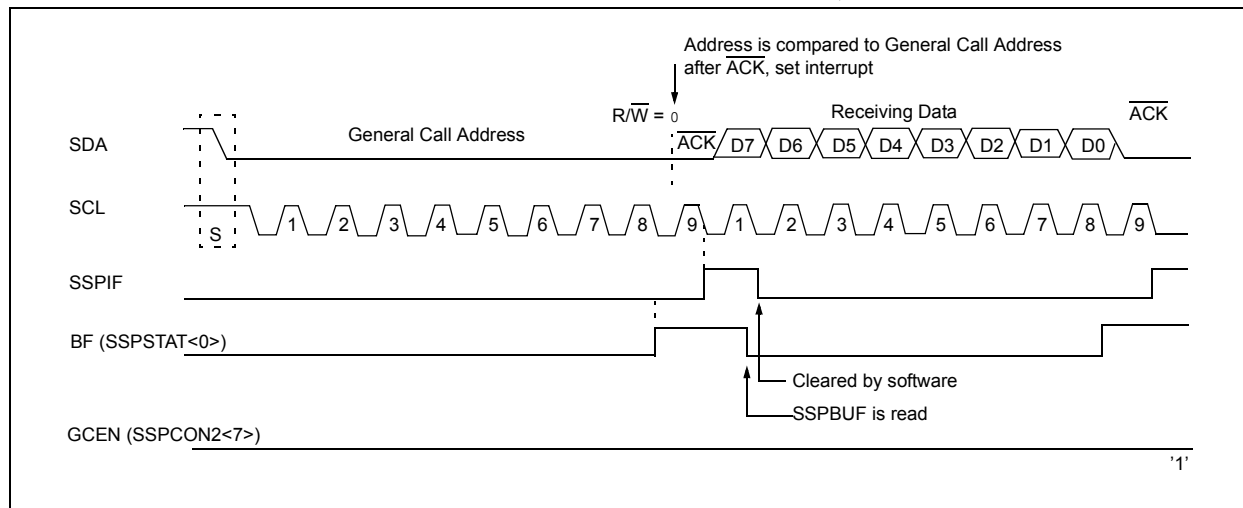 Address is compared to General Call Address
after ACK, set interrupt
R/W = 0
Receiving Data
ACK
General Call Address
SDA
ACK
D7 D6 D5 D4 D3 D2 D1 D0
SCL
S
1 2 3 4 5 6 7 8 9 1 2 3 4 5 6 7 8 9
SSPIF
BF (SSPSTAT<0>)
Cleared by software
SSPBUF is read
GCEN (SSPCON2<7>)
'1'